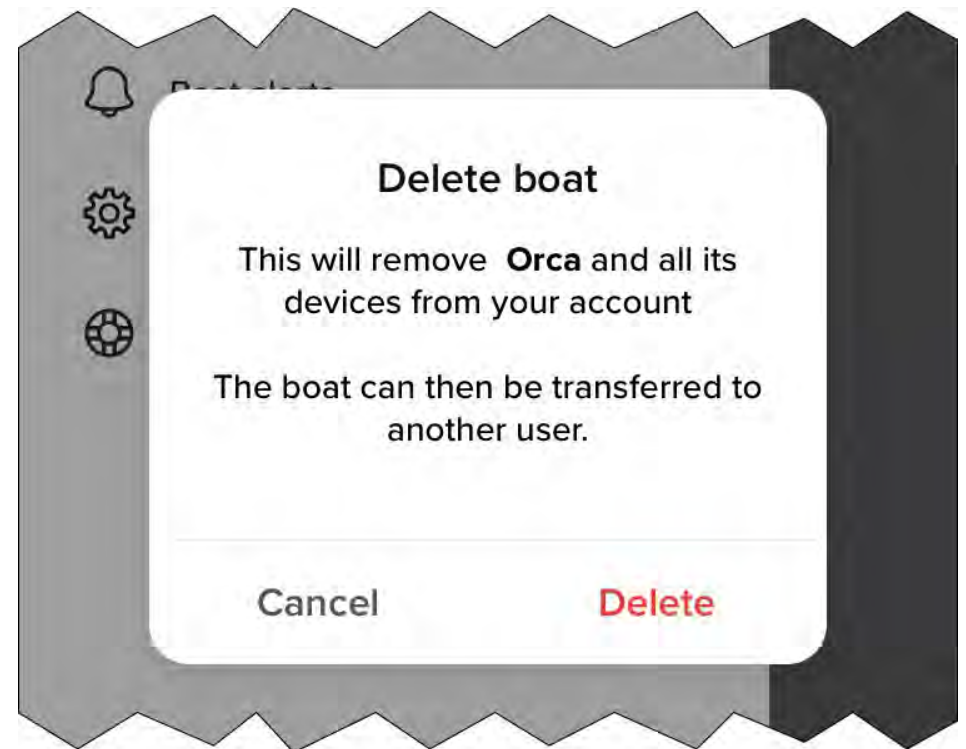 Delete boat
This will remove Orca and all its
devices from your account
The boat can then be transferred to
another user.
Cancel
Delete